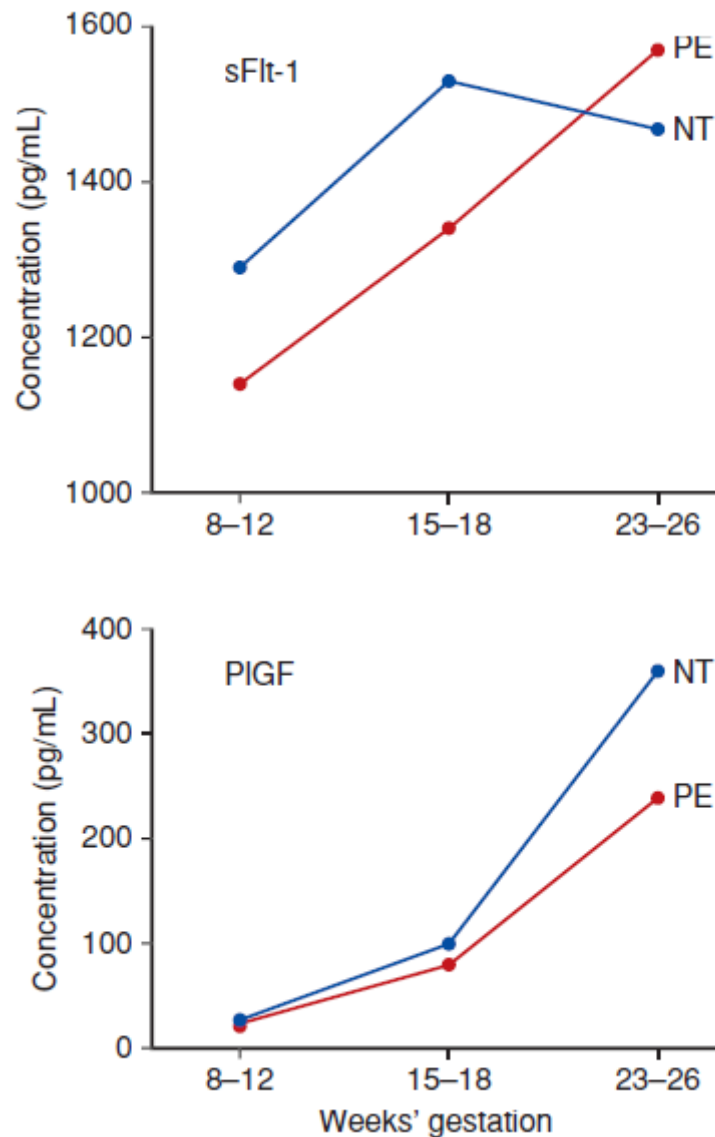 1600
PE
sFlt-1
NT
1400
1200
1000
Concentration (pg/mL)
8–12 15–18 23–26
400
PlGF
NT
300
PE
200
100
0
Concentration (pg/mL)
8–12 15–18 23–26
Weeks' gestation